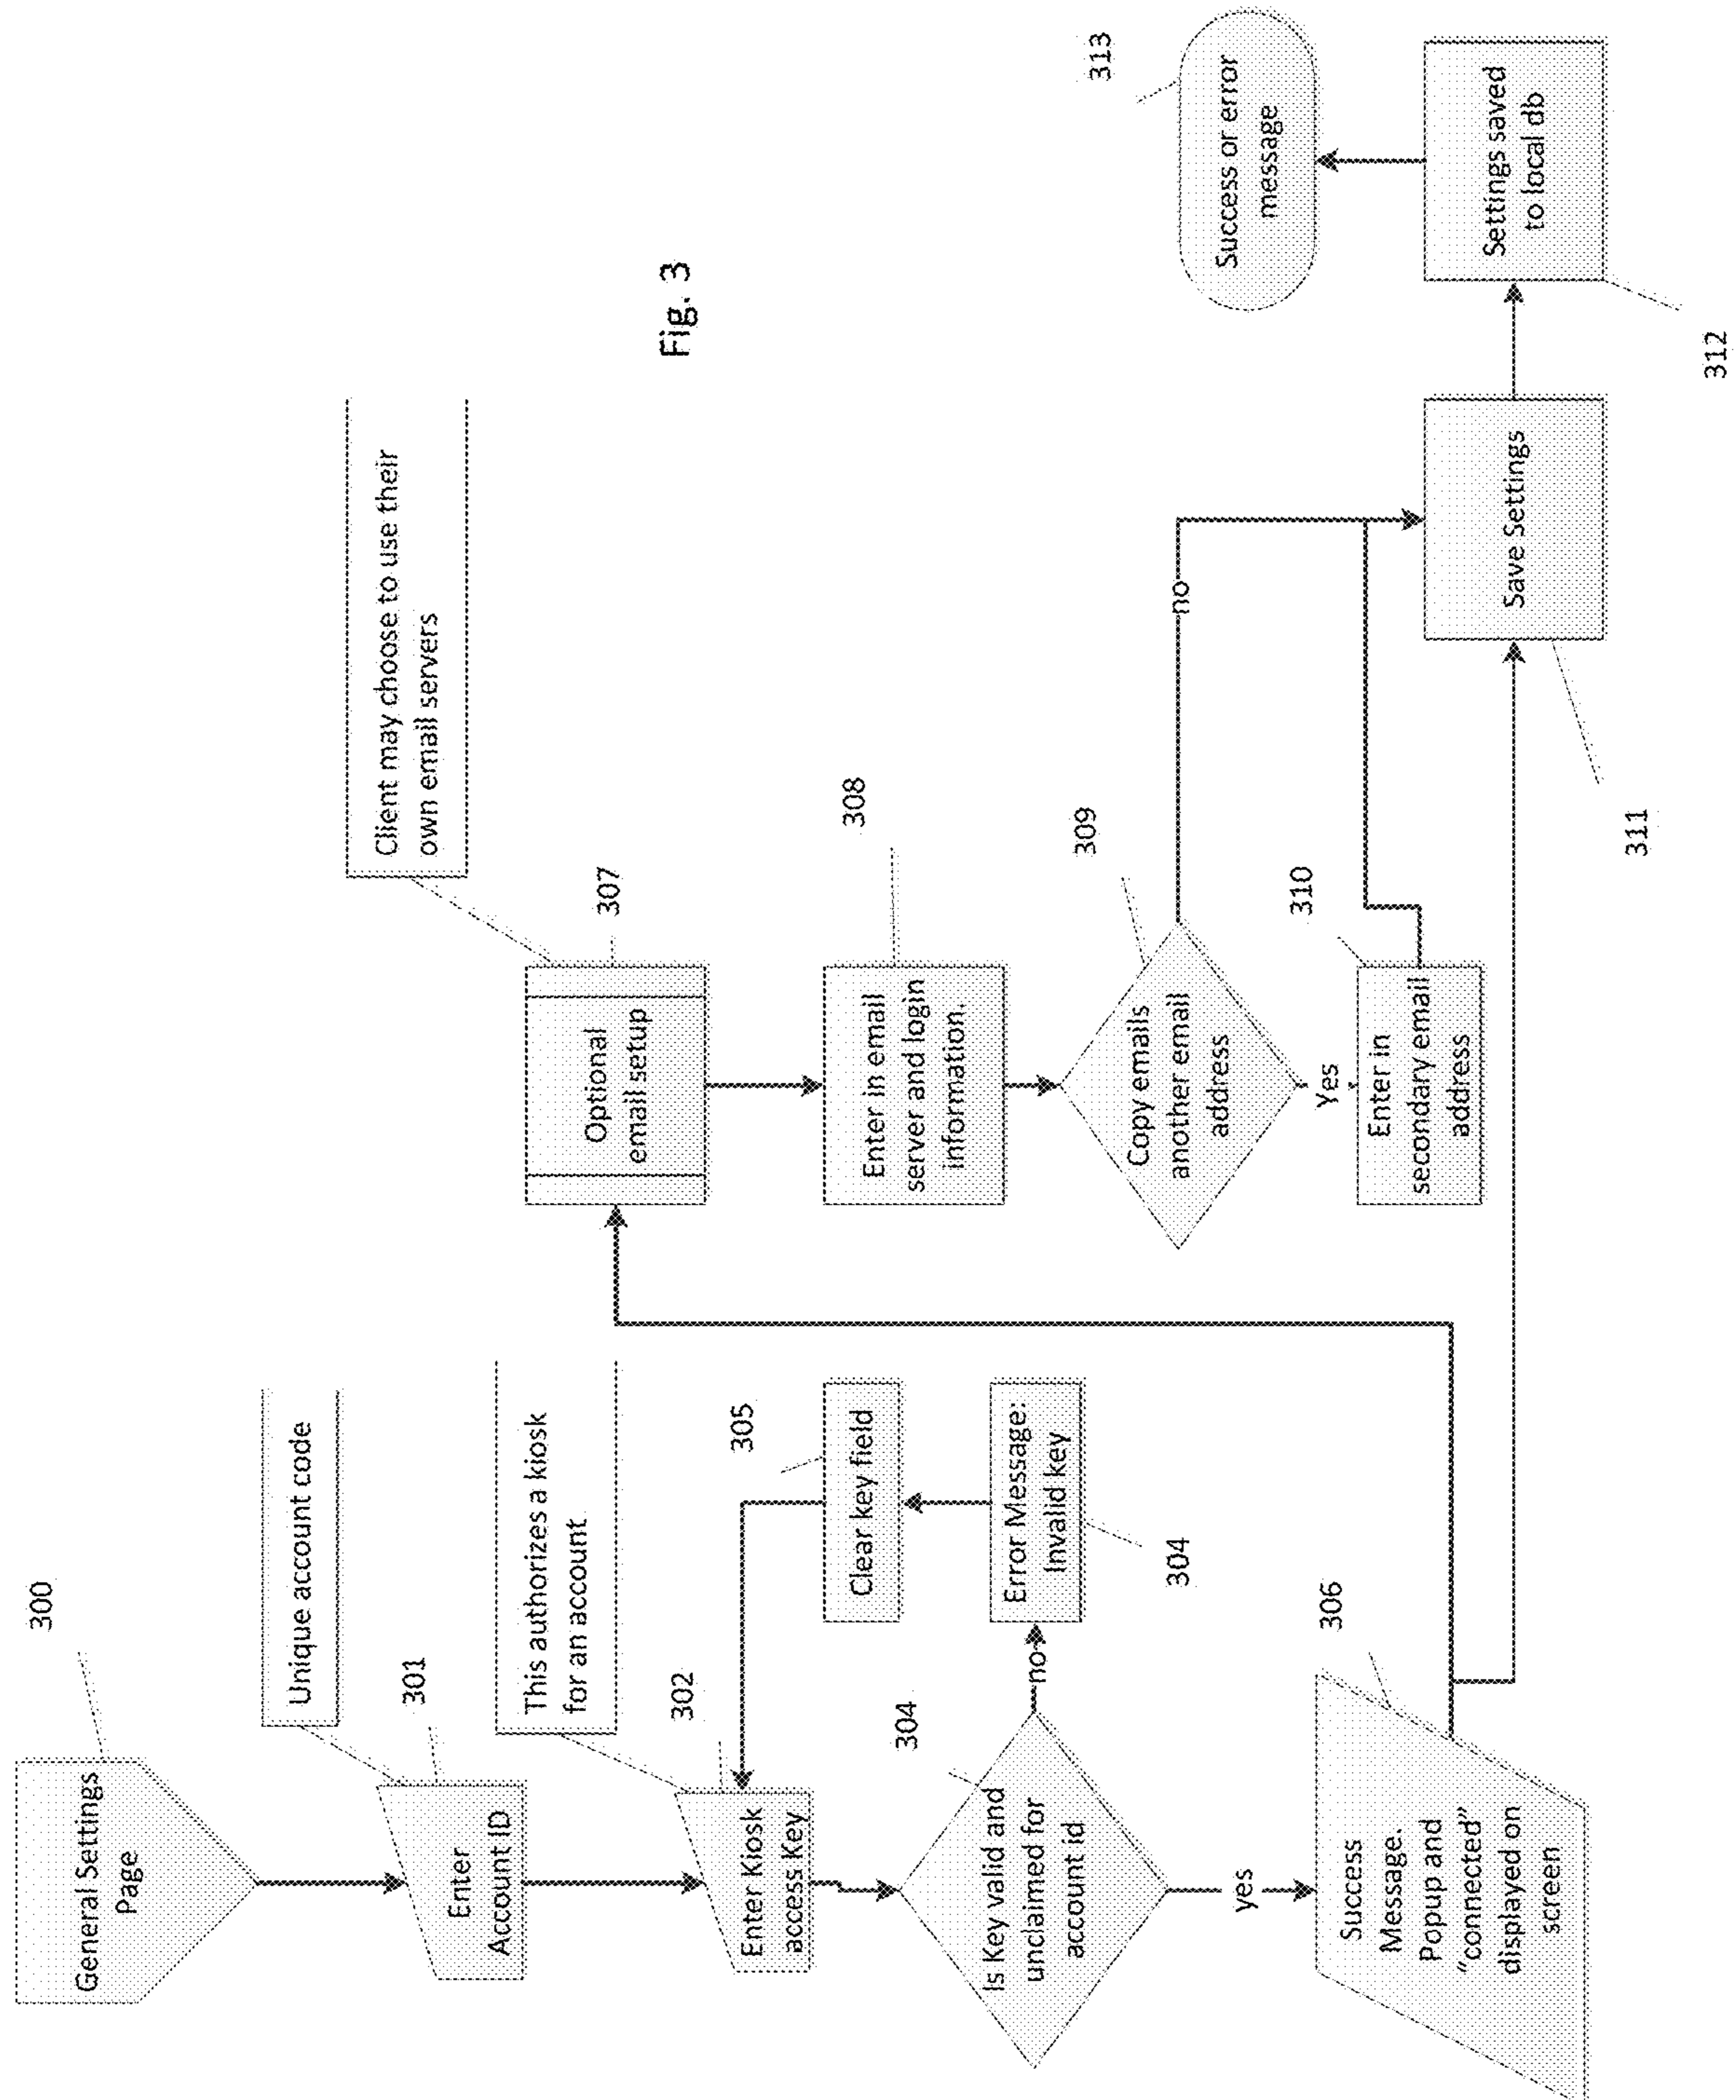 300
General Settings
Page
Unique account code
301
Enter
Account ID
This authorizes a kiosk
for an account
302
Enter Kiosk
access Key
305
Clear key field
304
Is Key valid and
unclaimed for
account id
no
Error Message:
Invalid key
304
yes
306
Success
Message.
Popup and
"connected"
displayed on
screen
Client may choose to use their
own email servers
307
Optional
email setup
308
Enter in email
server and login
information.
309
Copy emails
another email
address
no
Yes
310
Enter in
secondary email
address
Save Settings
311
Settings saved
to local db
312
Success or error
message
313
Fig. 3